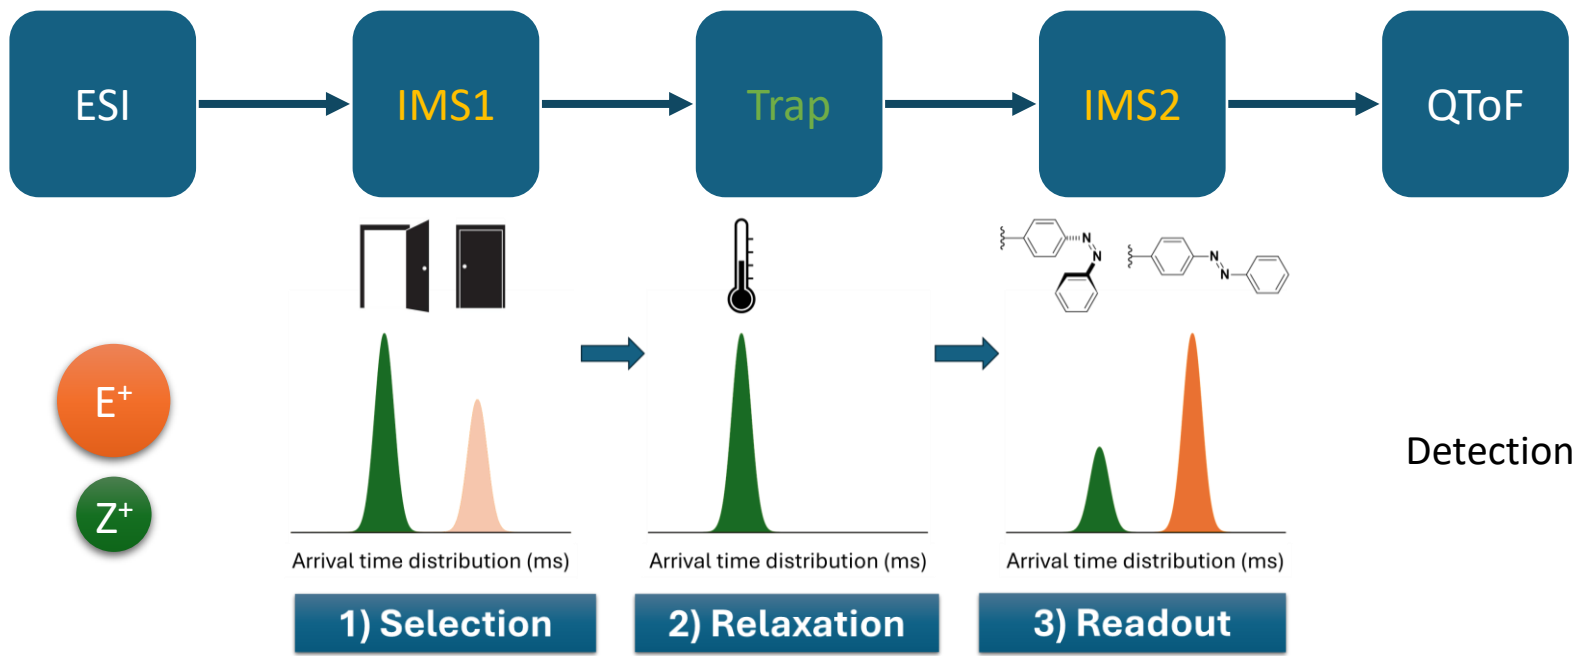 ESI
IMS1
Trap
IMS2
QToF
N
N
N
N
E⁺
Z⁺
Detection
Arrival time distribution (ms)
Arrival time distribution (ms)
Arrival time distribution (ms)
1) Selection
2) Relaxation
3) Readout